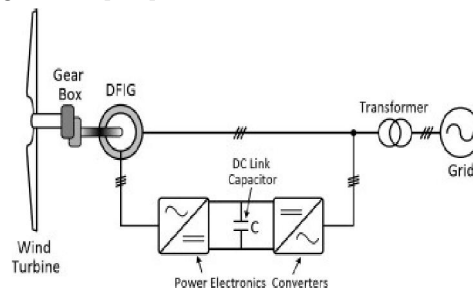 Gear
Box
DFIG
Transformer
Grid
DC Link
Capacitor
C
Wind
Turbine
Power Electronics Converters